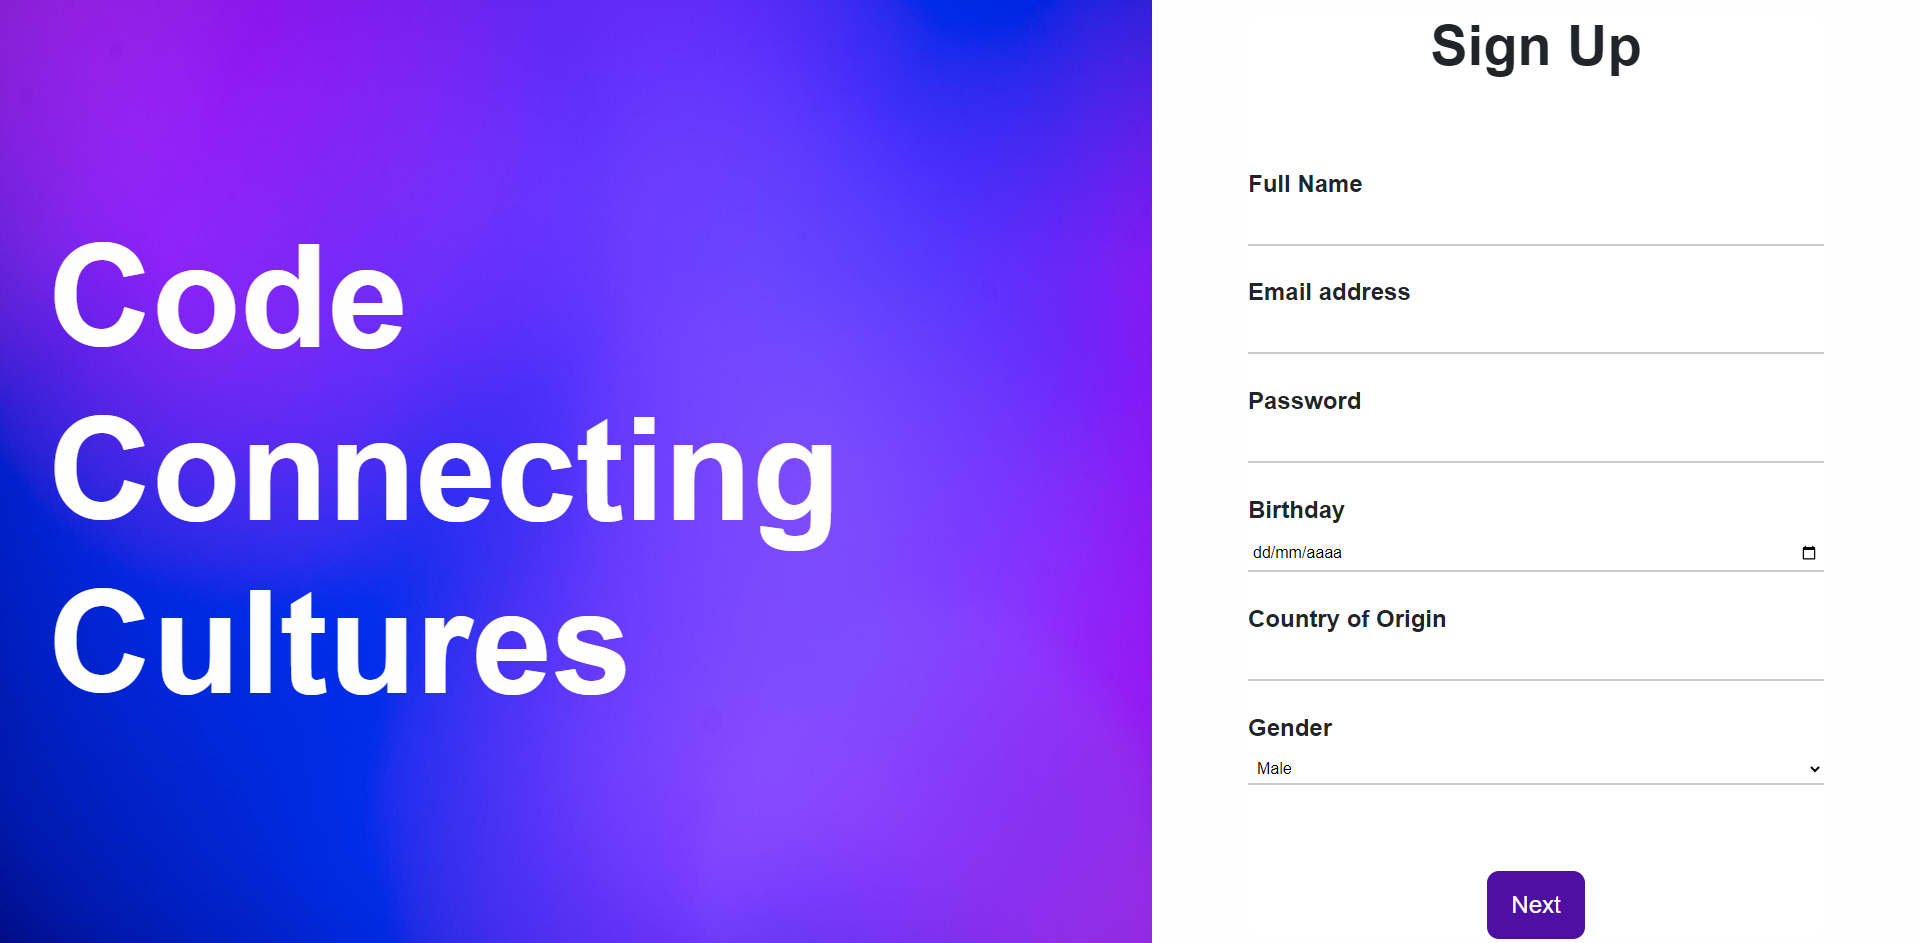 Code
Connecting
Cultures
Sign Up
Full Name
Email address
Password
Birthday
dd/mm/aaaa
Country of Origin
Gender
Male
Next